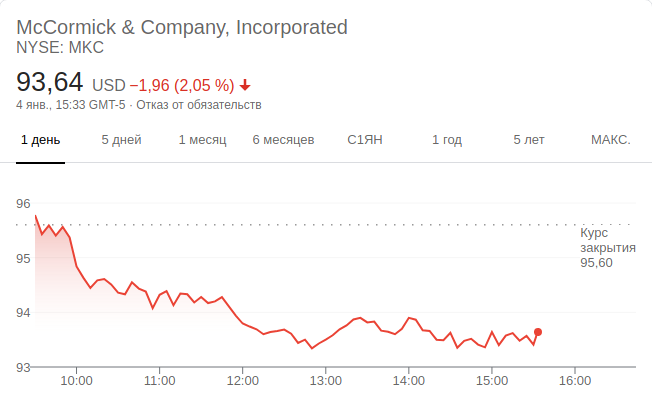 McCormick & Company, Incorporated
NYSE: MKC
93,64 USD −1,96 (2,05 %)
4 янв., 15:33 GMT-5 · Отказ от обязательств
1 день 5 дней 1 месяц 6 месяцев С1ЯН 1 год 5 лет МАКС.
96
Курс
закрытия
95,60
95
94
93
10:00 11:00 12:00 13:00 14:00 15:00 16:00